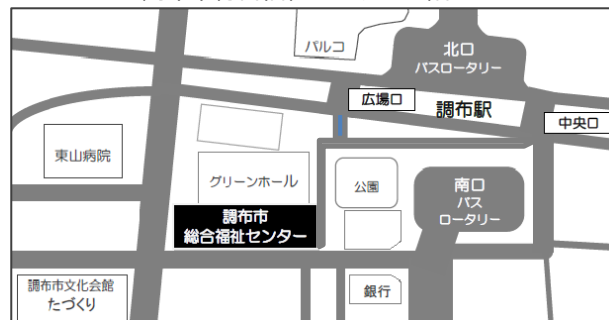 パルコ
北口
バスロータリー
広場口
調布駅
中央口
東山病院
グリーンホール
公園
南口
バス
ロータリー
調布市
総合福祉センター
調布市文化会館
たづくり
銀行